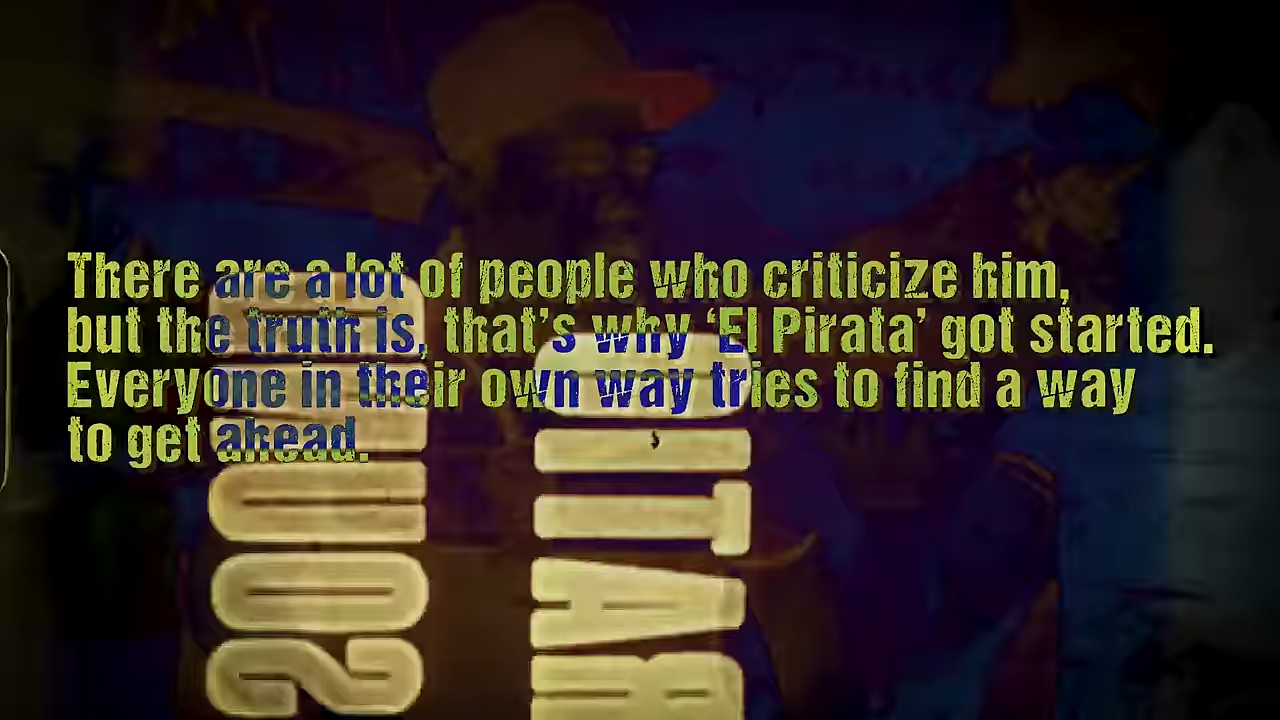 There are a lot of people who criticize him,
but the truth is, that's why ‘El Pirata’ got started.
Everyone in their own way tries to find a way
to get ahead.